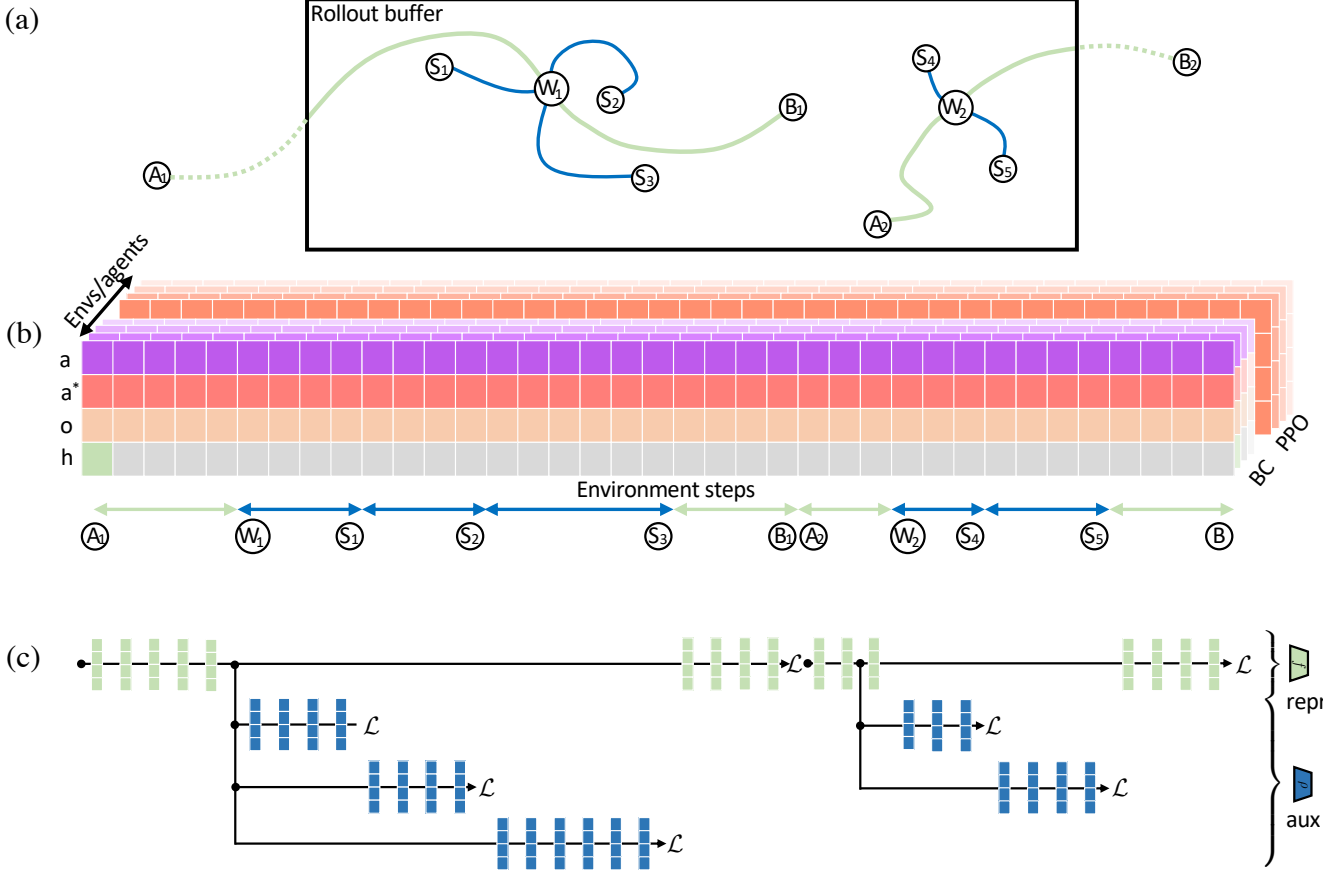 (a)
Rollout buffer
A₁
S₁
W₁
S₂
S₃
B₁
S₄
W₂
S₅
A₂
B₂
Envs/agents
(b)
a
a*
o
h
PPO
BC
Environment steps
A₁ W₁ S₁ S₂ S₃ B₁ A₂ W₂ S₄ S₅ B
(c)
ℒ ℒ
f
repr
ℒ ℒ
ℒ ℒ
aux
ℒ